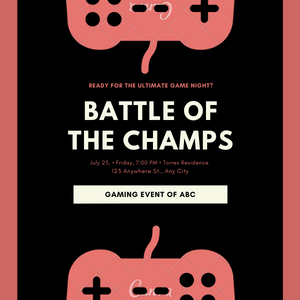 READY FOR THE ULTIMATE GAME NIGHT?
BATTLE OF
THE CHAMPS
July 25, • Friday, 7:00 PM • Torres Residence
123 Anywhere St., Any City
GAMING EVENT OF ABC
Canva